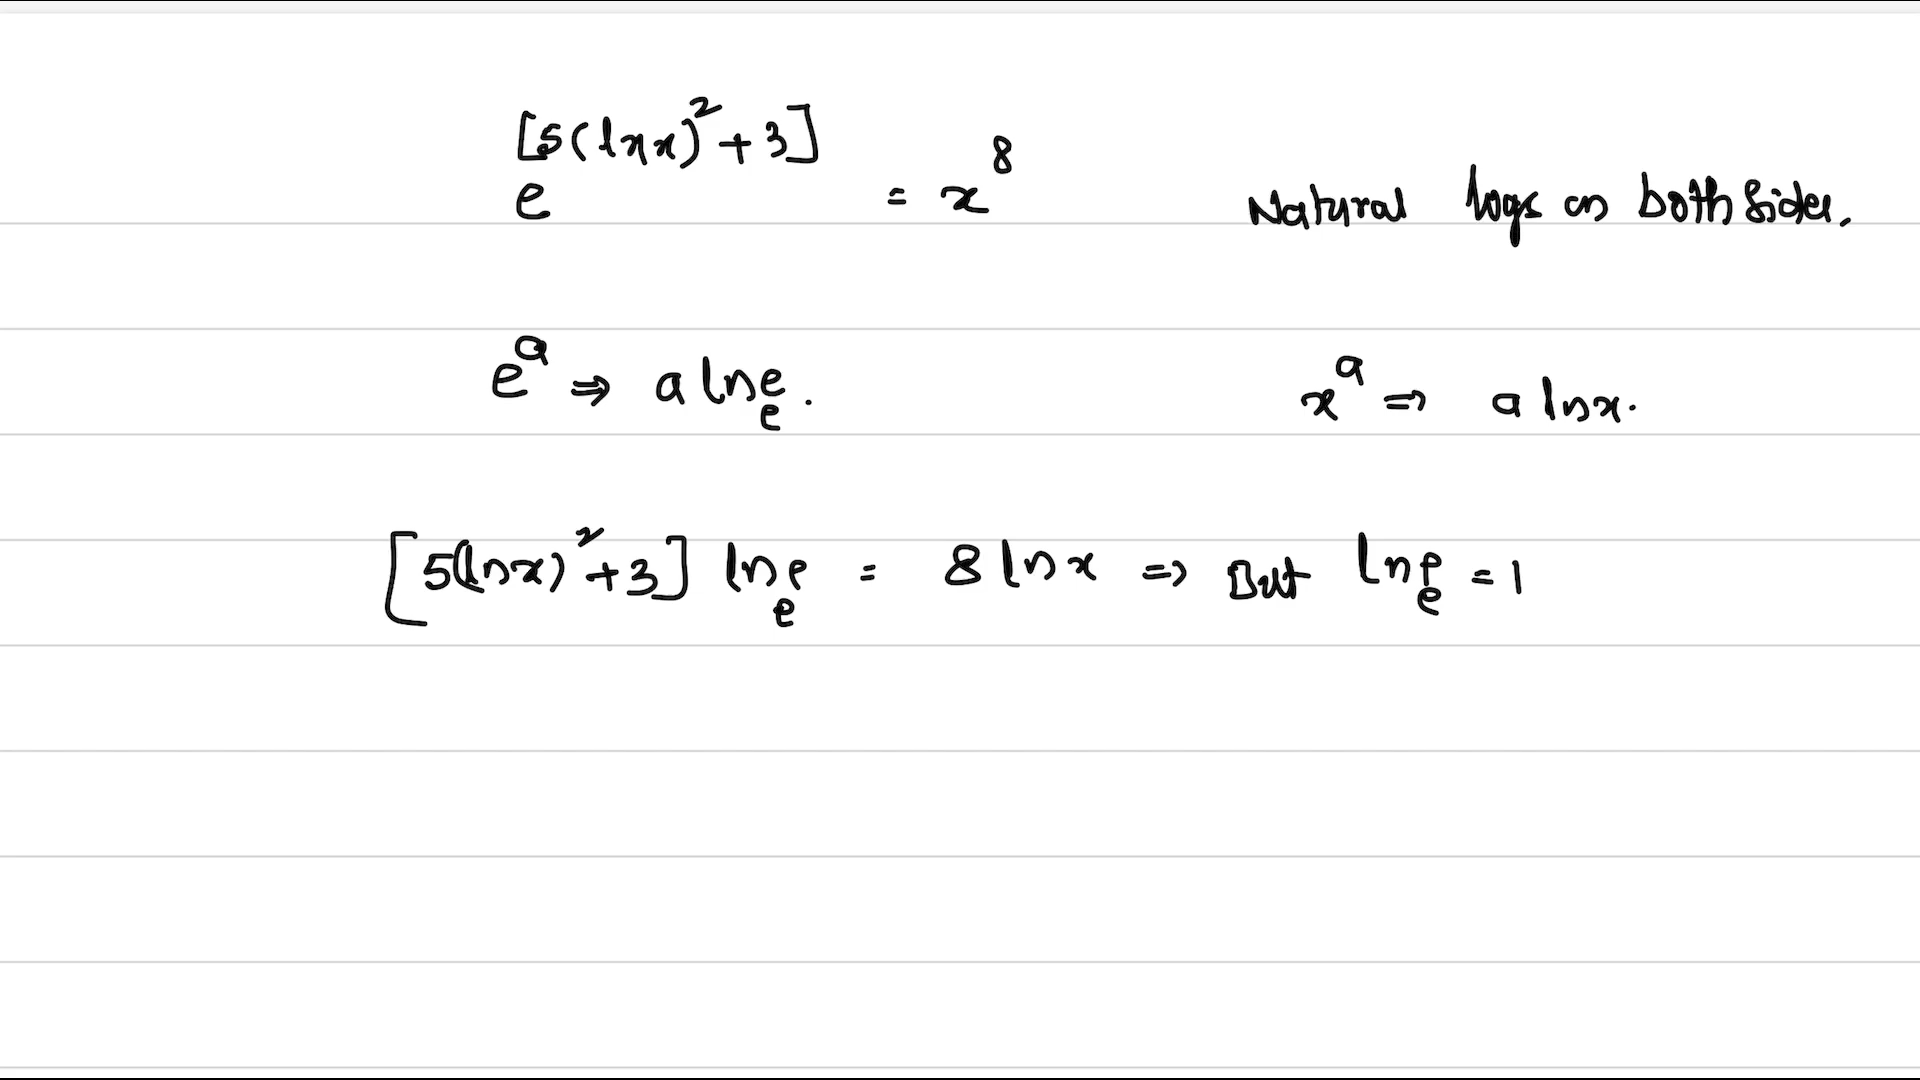 e^[5(lnx)^2+3] = x^8 Natural logs on both sides.
e^a ⇒ a ln_e e. x^a ⇒ a lnx.
[5(lnx)^2+3] ln_e e = 8 lnx ⇒ But ln_e e = 1